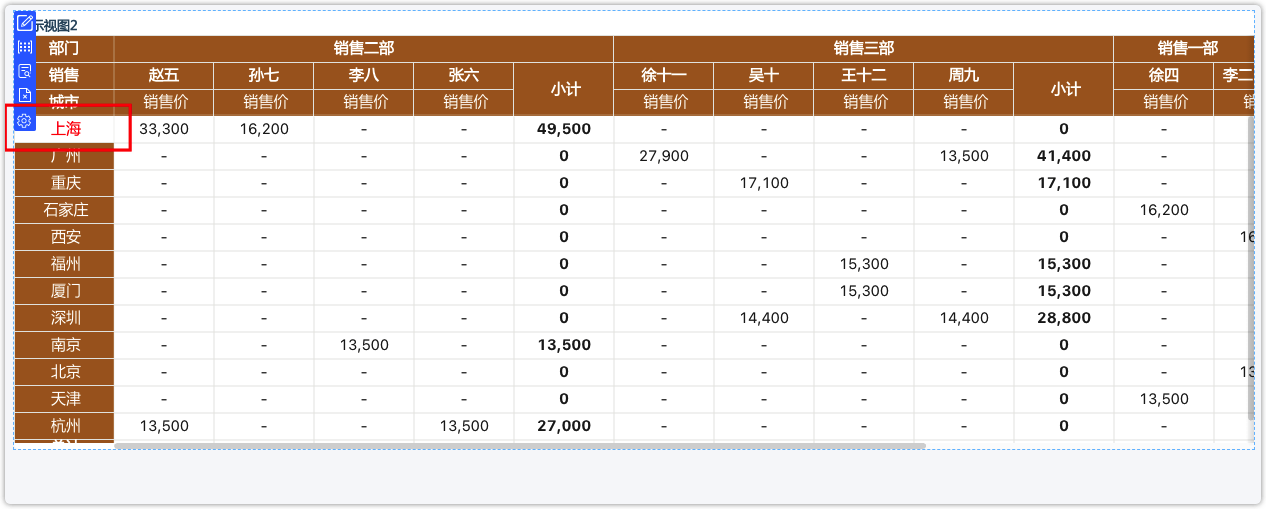 示视图2
部门 销售二部 销售三部 销售一部
销售 赵五 孙七 李八 张六 小计 徐十一 吴十 王十二 周九 小计 徐四 李二
城市 销售价 销售价 销售价 销售价 销售价 销售价 销售价 销售价 销售价 销
上海 33,300 16,200 - - 49,500 - - - - 0 -
广州 - - - - 0 27,900 - - 13,500 41,400 -
重庆 - - - - 0 - 17,100 - - 17,100 -
石家庄 - - - - 0 - - - - 0 16,200
西安 - - - - 0 - - - - 0 - 16
福州 - - - - 0 - - 15,300 - 15,300 -
厦门 - - - - 0 - - 15,300 - 15,300 -
深圳 - - - - 0 - 14,400 - 14,400 28,800 -
南京 - - 13,500 - 13,500 - - - - 0 -
北京 - - - - 0 - - - - 0 - 13
天津 - - - - 0 - - - - 0 13,500
杭州 13,500 - - 13,500 27,000 - - - - 0 -